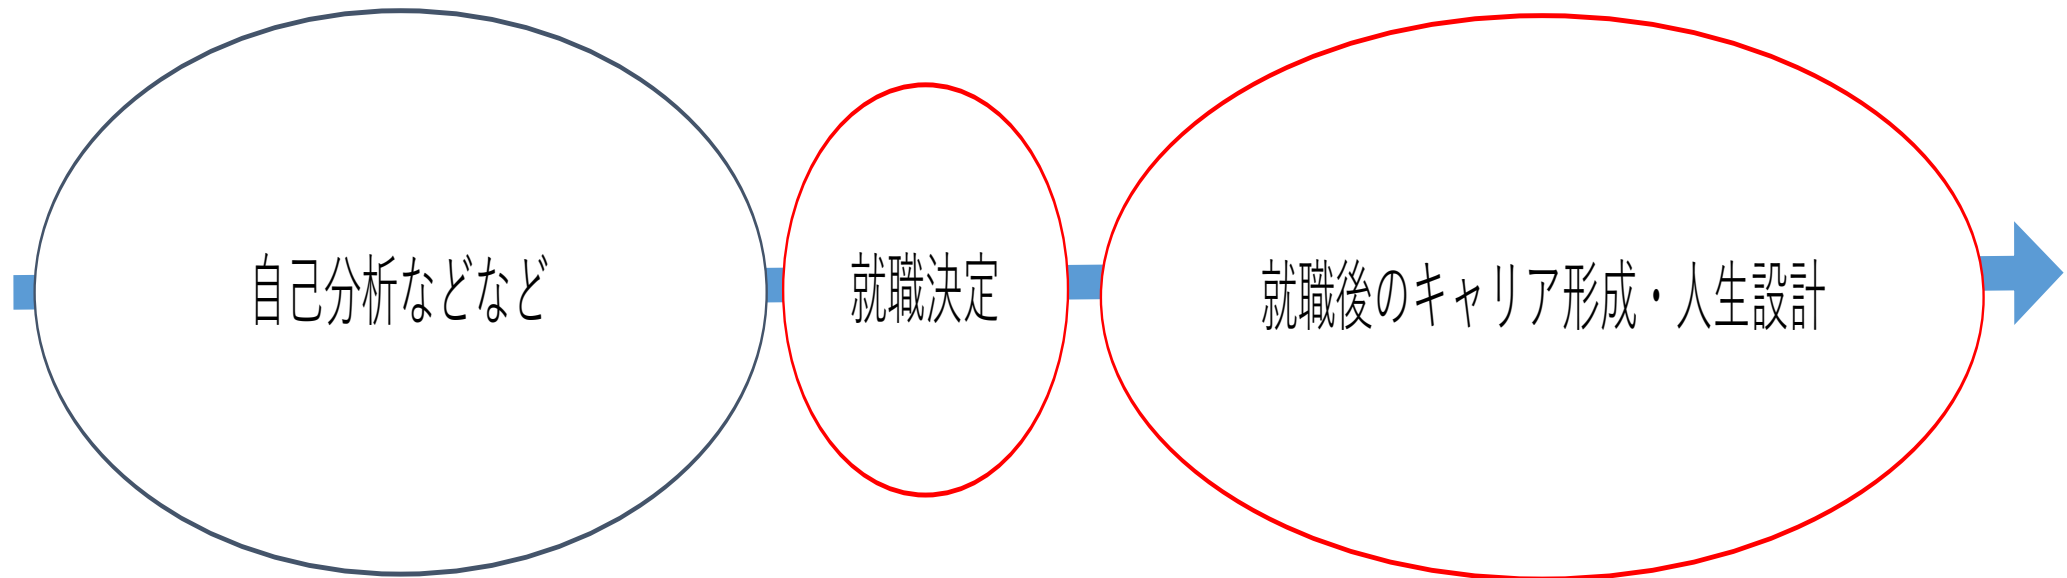 自己分析などなど
就職決定
就職後のキャリア形成・人生設計